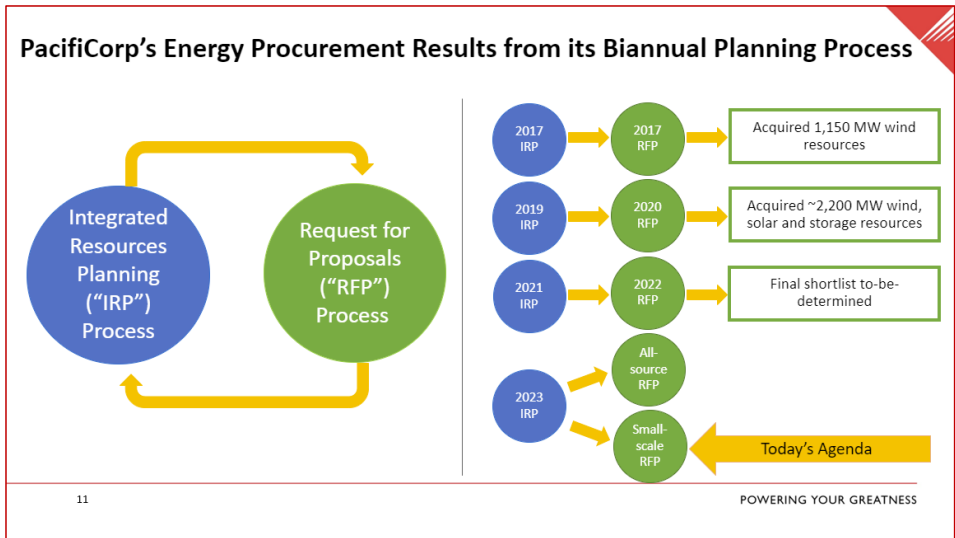 PacifiCorp's Energy Procurement Results from its Biannual Planning Process
Integrated
Resources
Planning
("IRP")
Process
Request for
Proposals
("RFP")
Process
2017
IRP
2017
RFP
Acquired 1,150 MW wind
resources
2019
IRP
2020
RFP
Acquired ~2,200 MW wind,
solar and storage resources
2021
IRP
2022
RFP
Final shortlist to-be-
determined
2023
IRP
All-
source
RFP
Small-
scale
RFP
Today's Agenda
11
POWERING YOUR GREATNESS